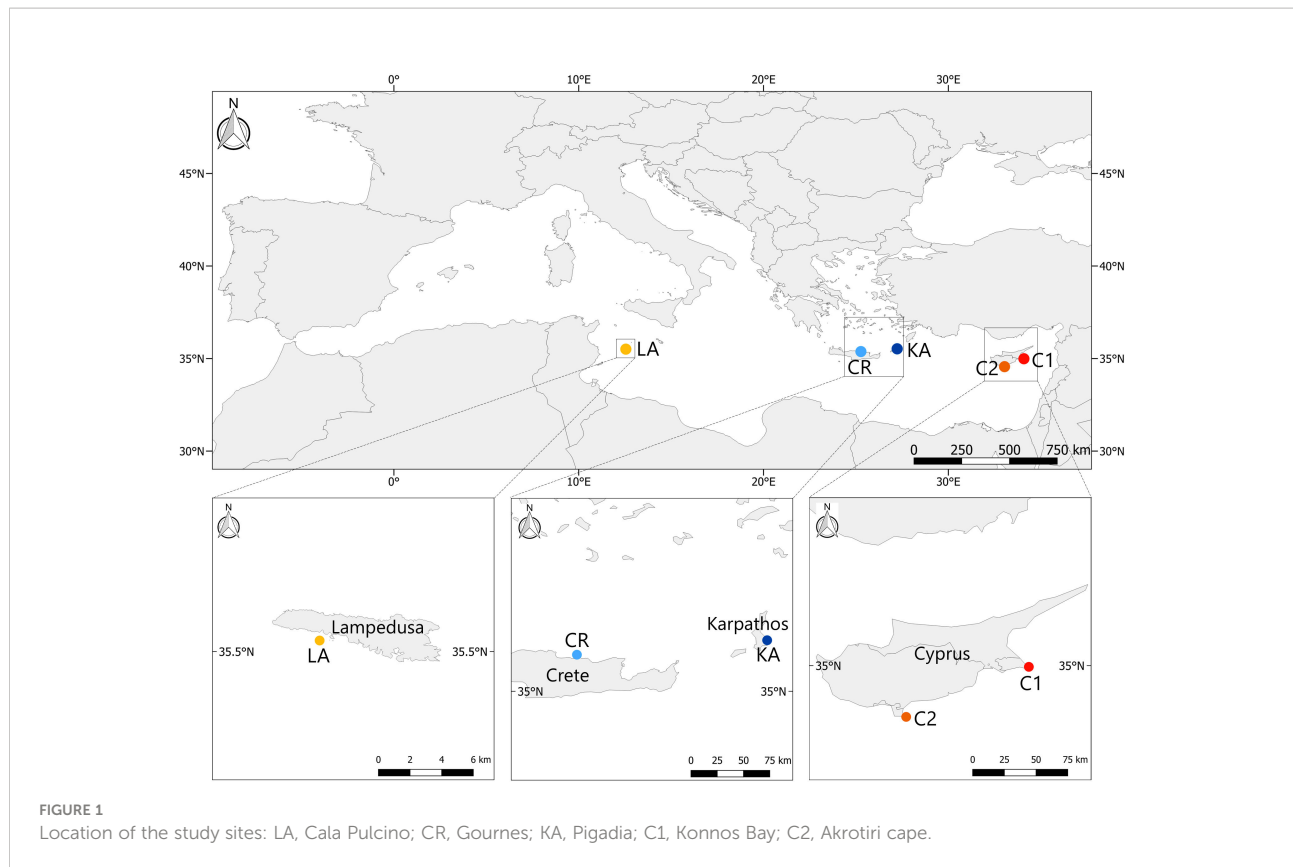 0° 10°E 20°E 30°E
N
45°N 45°N
40°N 40°N
35°N 35°N
30°N 30°N
LA
CR
KA
C2 C1
0 250 500 750 km
0° 10°E 20°E 30°E
N
Lampedusa
LA
35.5°N 35.5°N
0 2 4 6 km
N
Karpathos
CR
KA
Crete
35°N 35°N
0 25 50 75 km
N
Cyprus
35°N 35°N
C1
C2
0 25 50 75 km
FIGURE 1
Location of the study sites: LA, Cala Pulcino; CR, Gournes; KA, Pigadia; C1, Konnos Bay; C2, Akrotiri cape.